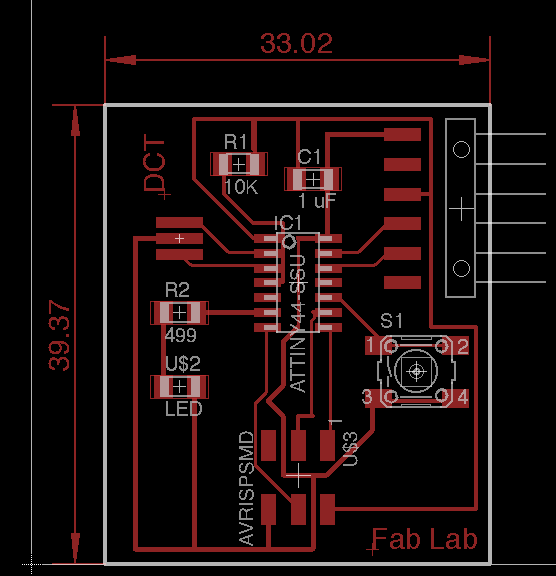 33.02
39.37
DCT
R1
10K
C1
1 uF
IC1
ATTINY44-SSU
R2
499
U$2
LED
S1
1
2
3
4
1
U$3
AVRISPSMD
Fab Lab